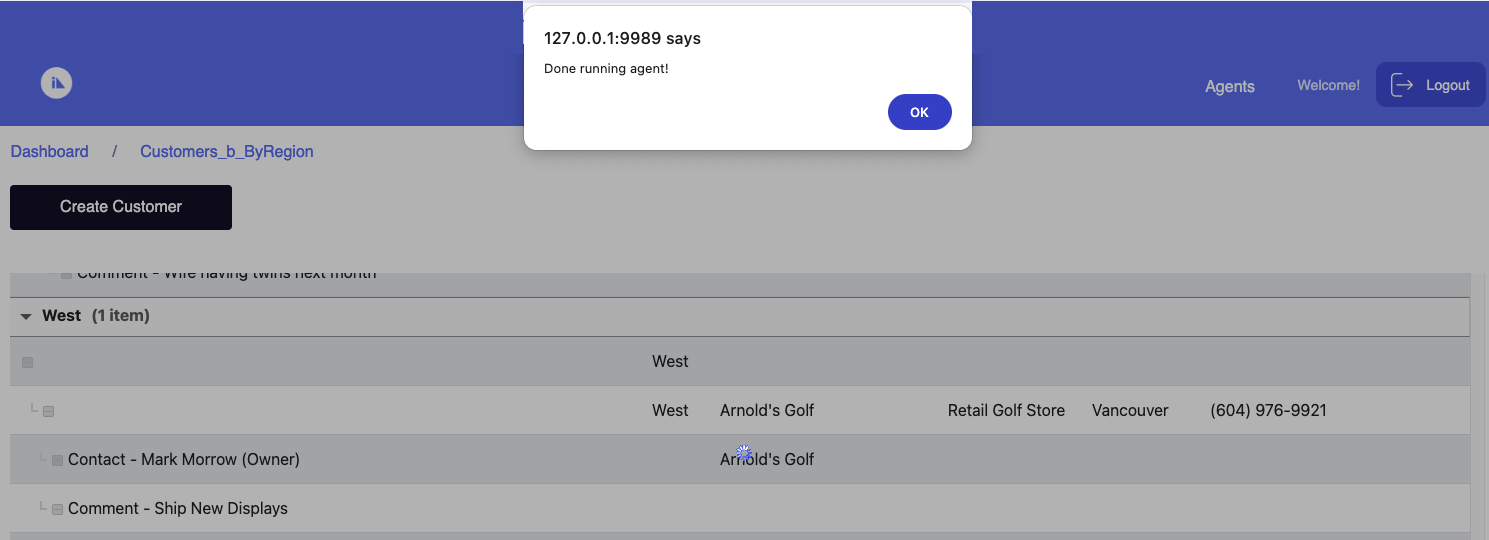 127.0.0.1:9989 says
Done running agent!
OK
Agents Welcome! Logout
Dashboard / Customers_b_ByRegion
Create Customer
Comment - Wife having twins next month
West (1 item)
West
West Arnold's Golf Retail Golf Store Vancouver (604) 976-9921
Contact - Mark Morrow (Owner) Arnold's Golf
Comment - Ship New Displays